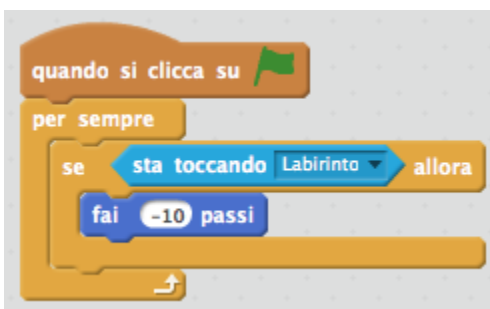 quando si clicca su
per sempre
se sta toccando Labirinto allora
fai -10 passi